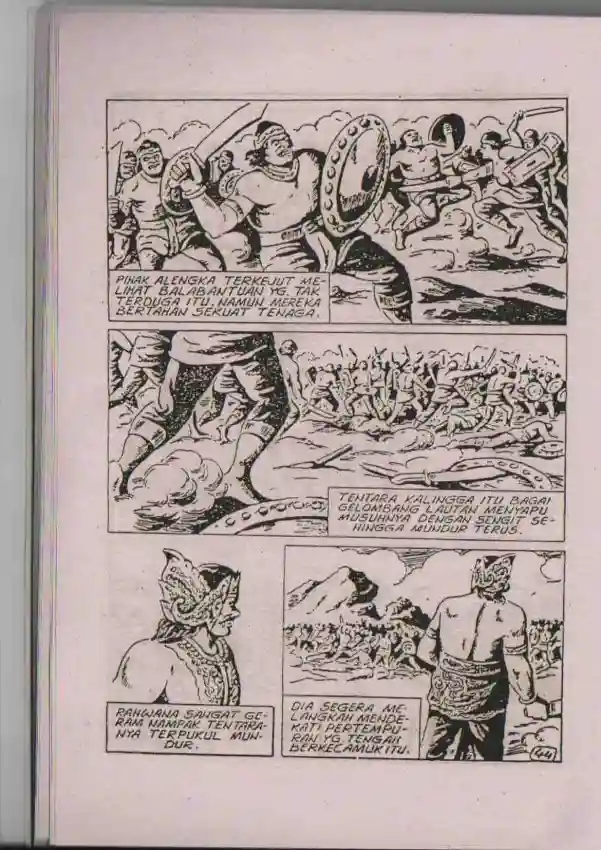 PIHAK ALENGKA TERKEJUT ME-
LIHAT BALABANTUAN YG. TAK
TERDUGA ITU. NAMUN MEREKA
BERTAHAN SEKUAT TENAGA.
TENTARA KALINGGA ITU BAGAI
GELOMBANG LAUTAN MENYAPU
MUSUHNYA DENGAN SENGIT SE-
HINGGA MUNDUR TERUS.
RAHWANA SANGAT GE-
RAM NAMPAK TENTARA-
NYA TERPUKUL MUN-
DUR.
DIA SEGERA ME-
LANGKAH MENDE-
KATI PERTEMPU-
RAN YG. TENGAH
BERKECAMUK ITU.
44